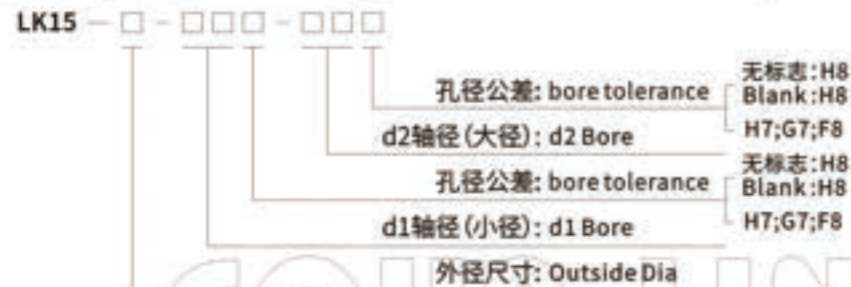 LK15 — □ - □□□ - □□□
孔径公差: bore tolerance
无标志:H8
Blank:H8
H7;G7;F8
d2轴径(大径): d2 Bore
孔径公差: bore tolerance
无标志:H8
Blank:H8
H7;G7;F8
d1轴径(小径): d1 Bore
外径尺寸: Outside Dia